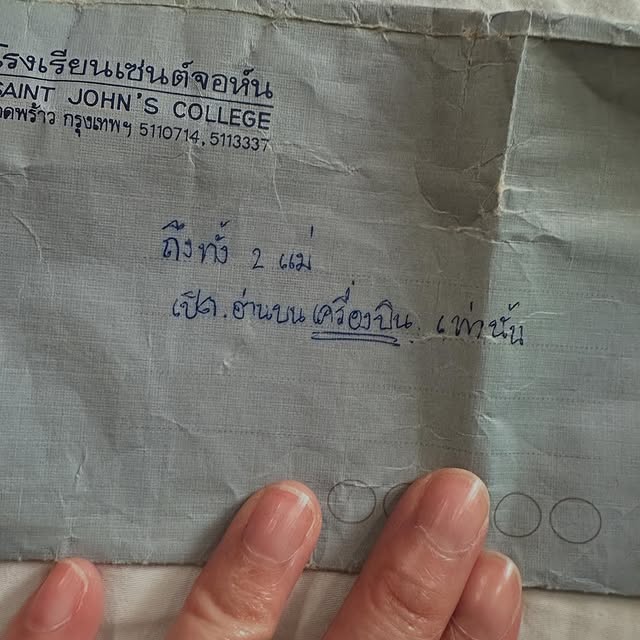 โรงเรียนเซนต์จอห์น
SAINT JOHN'S COLLEGE
ลาดพร้าว กรุงเทพฯ 5110714, 5113337
ถึงทั้ง 2 แม่
เปิด.อ่านบนเครื่องบิน. เท่านั้น